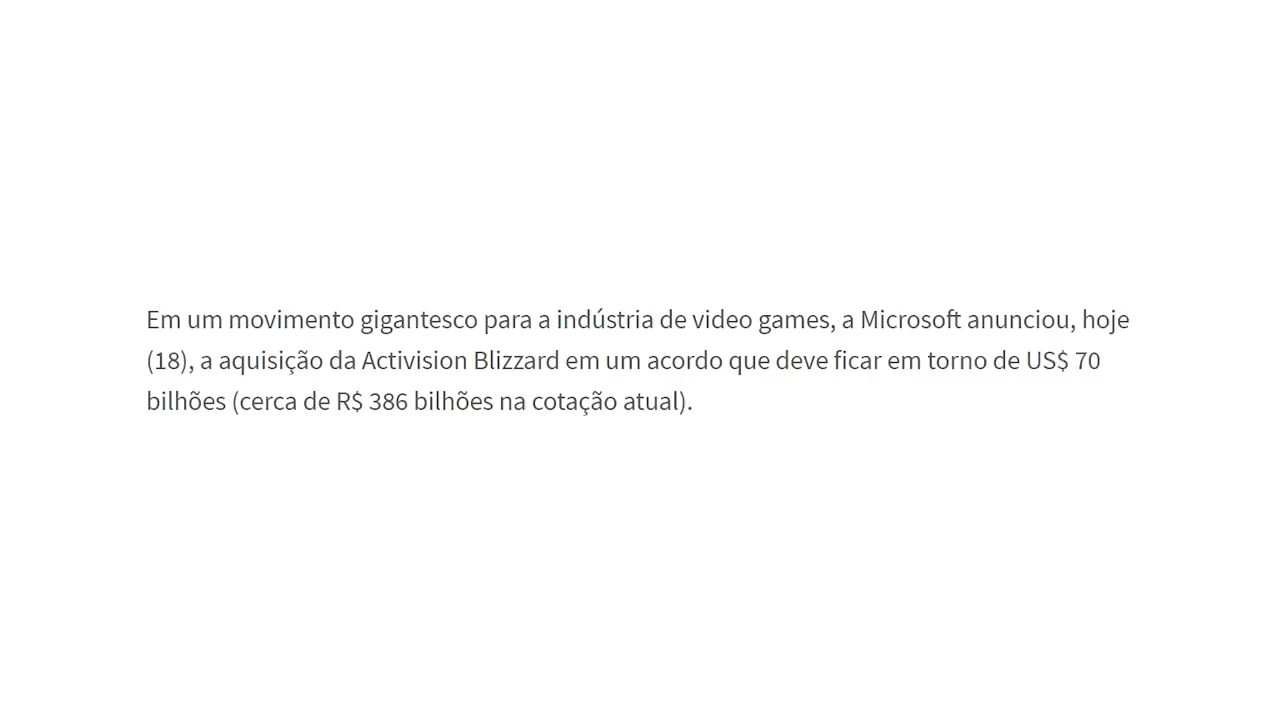 Em um movimento gigantesco para a indústria de video games, a Microsoft anunciou, hoje
(18), a aquisição da Activision Blizzard em um acordo que deve ficar em torno de US$ 70
bilhões (cerca de R$ 386 bilhões na cotação atual).